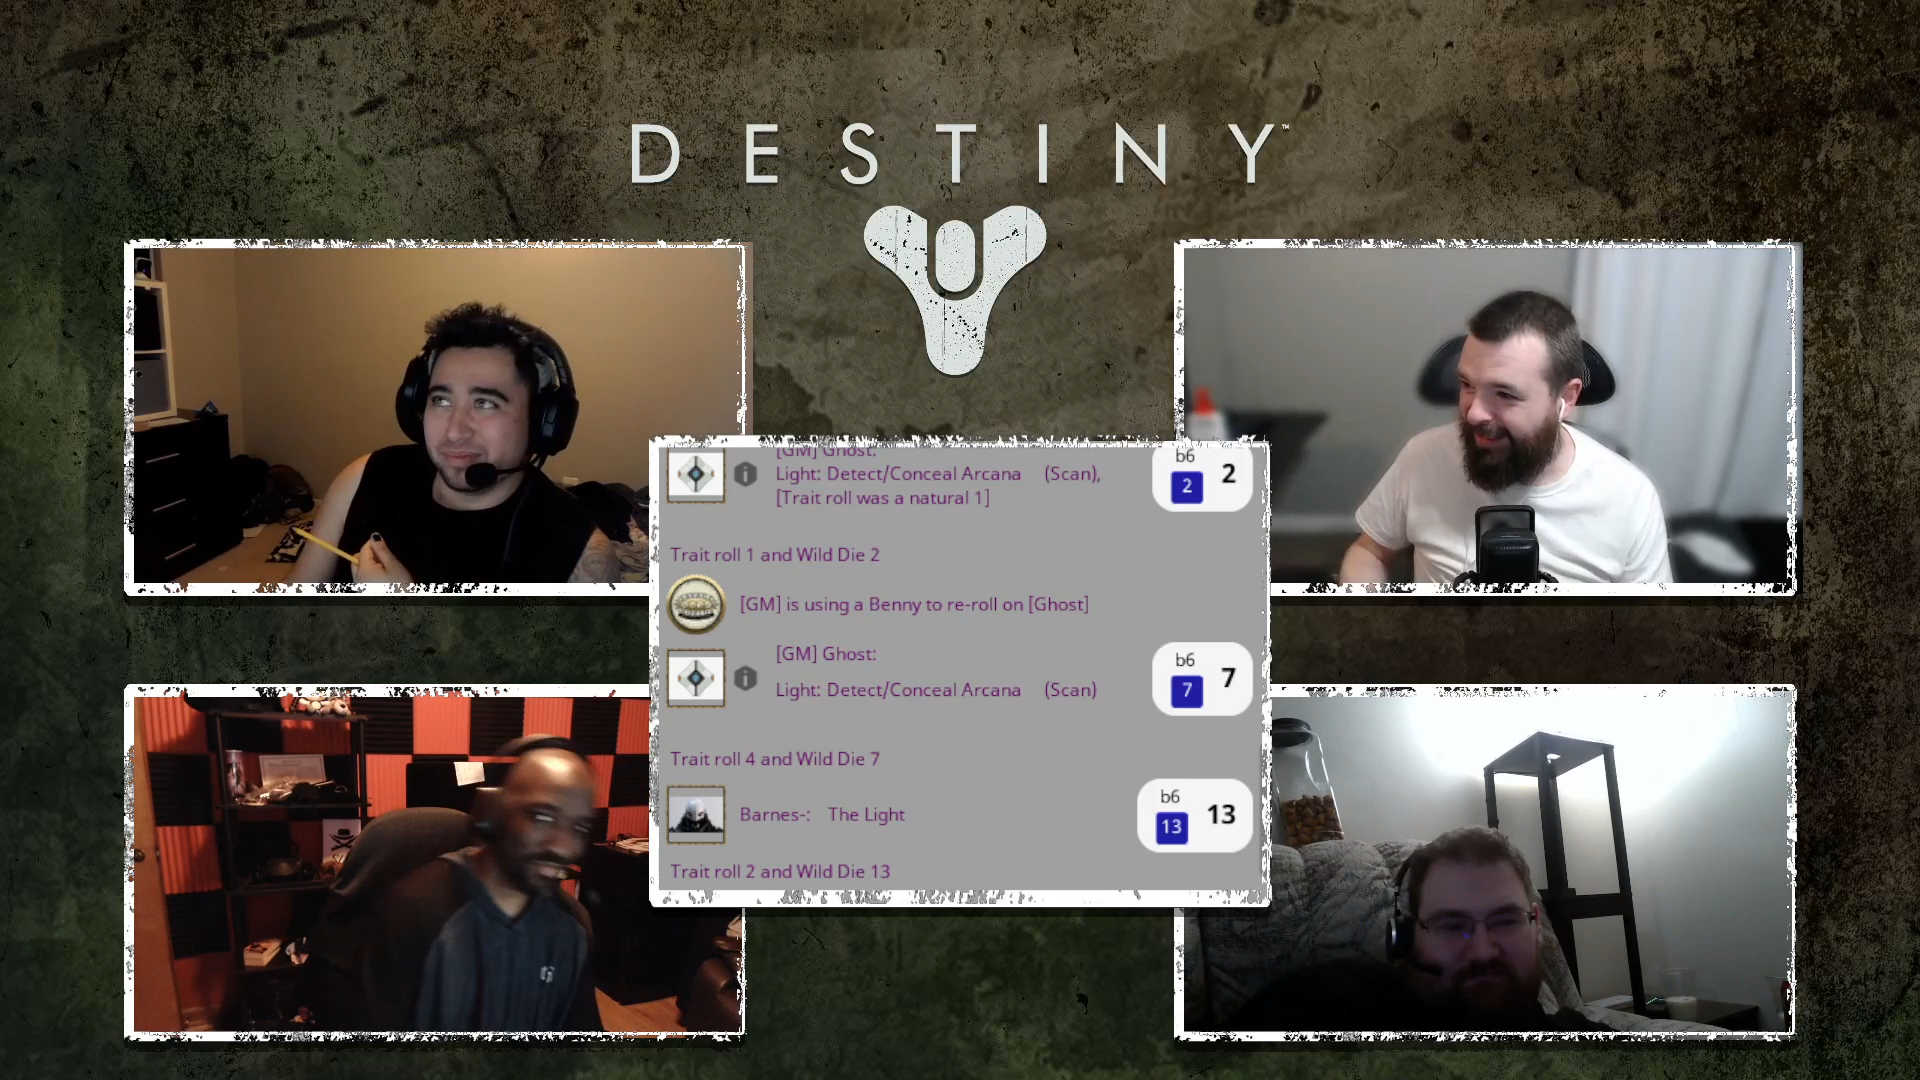 DESTINY™
[GM] Ghost:
Light: Detect/Conceal Arcana (Scan),
[Trait roll was a natural 1]
b6
2
2
Trait roll 1 and Wild Die 2
[GM] is using a Benny to re-roll on [Ghost]
[GM] Ghost:
Light: Detect/Conceal Arcana (Scan)
b6
7
7
Trait roll 4 and Wild Die 7
Barnes-: The Light
b6
13
13
Trait roll 2 and Wild Die 13